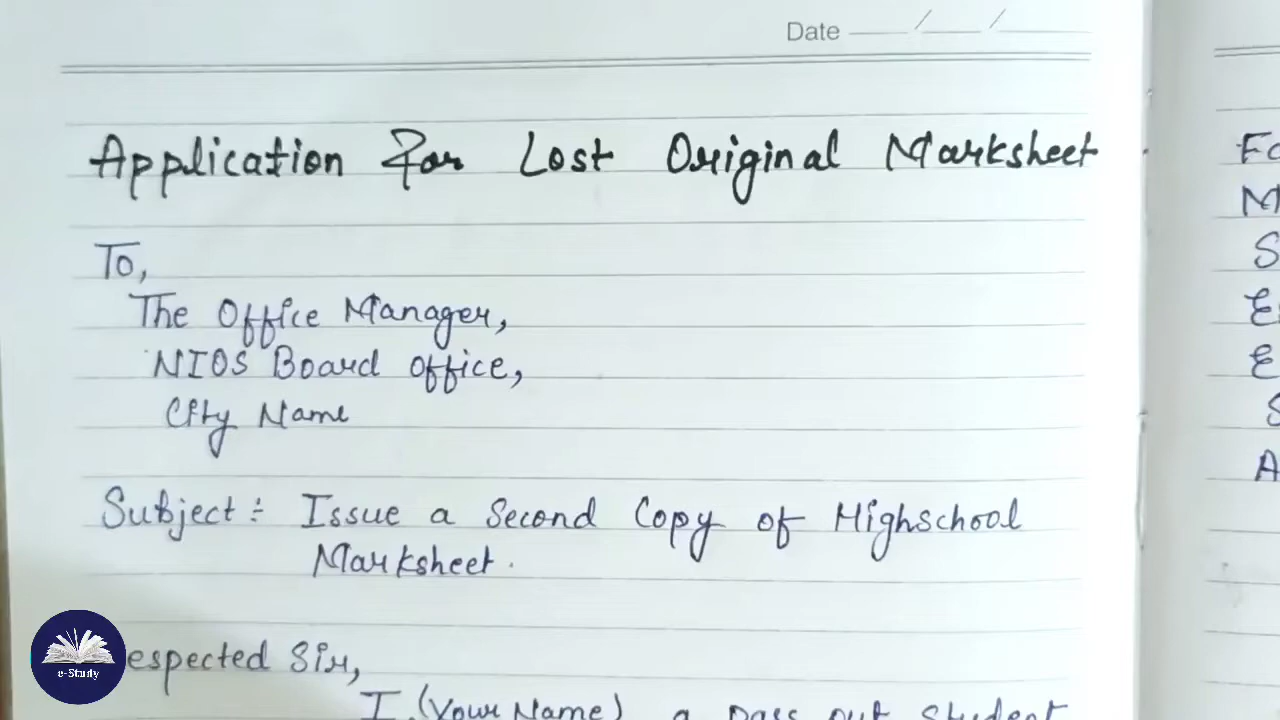 Date
Application For Lost Original Marksheet
To,
The Office Manager,
NIOS Board office,
City Name
Subject ÷ Issue a Second Copy of Highschool
Marksheet.
espected Sir,
I (Your Name) a pass out student
e-Study
Fo
M
S
E
S
A